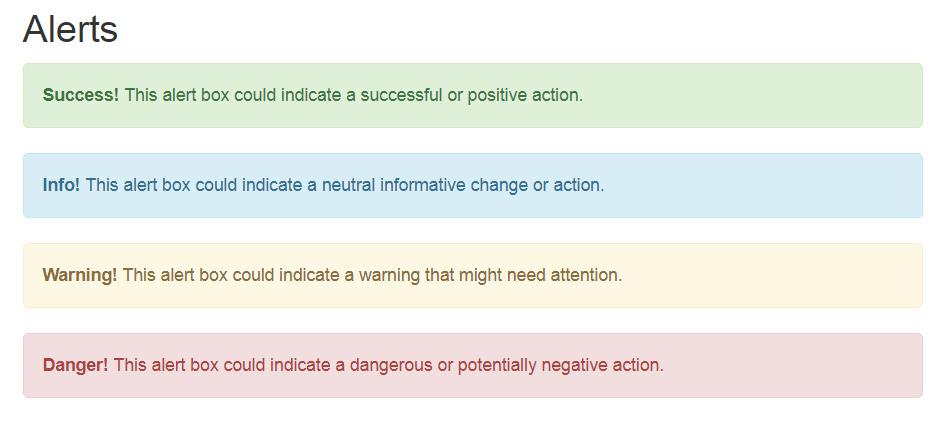 Alerts
Success! This alert box could indicate a successful or positive action.
Info! This alert box could indicate a neutral informative change or action.
Warning! This alert box could indicate a warning that might need attention.
Danger! This alert box could indicate a dangerous or potentially negative action.